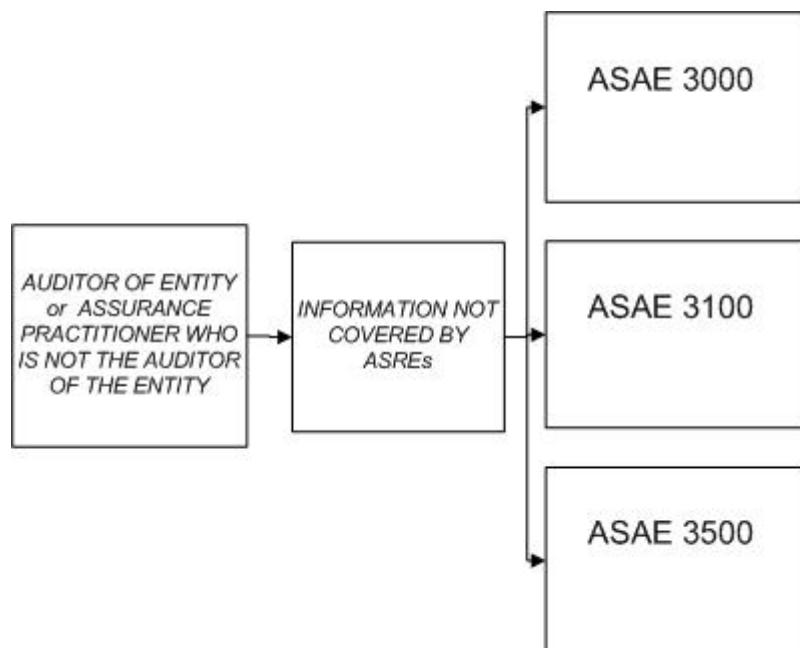 AUDITOR OF ENTITY
or ASSURANCE
PRACTITIONER WHO
IS NOT THE AUDITOR
OF THE ENTITY
INFORMATION NOT
COVERED BY
ASREs
ASAE 3000
ASAE 3100
ASAE 3500